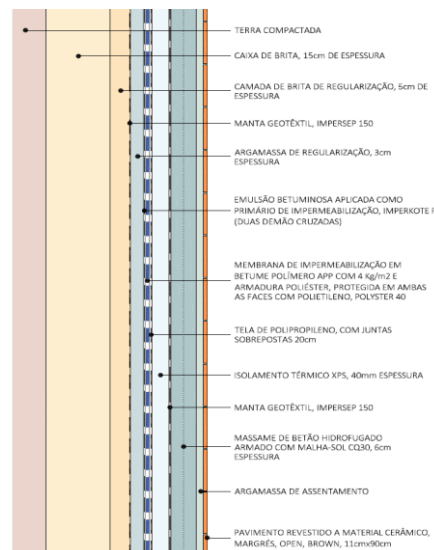 TERRA COMPACTADA
CAIXA DE BRITA, 15cm DE ESPESSURA
CAMADA DE BRITA DE REGULARIZAÇÃO, 5cm DE
ESPESSURA
MANTA GEOTÊXTIL, IMPERSEP 150
ARGAMASSA DE REGULARIZAÇÃO, 3cm
ESPESSURA
EMULSÃO BETUMINOSA APLICADA COMO
PRIMÁRIO DE IMPERMEABILIZAÇÃO, IMPERKOTE F
(DUAS DEMÃO CRUZADAS)
MEMBRANA DE IMPERMEABILIZAÇÃO EM
BETUME POLÍMERO APP COM 4 Kg/m2 E
ARMADURA POLIÉSTER, PROTEGIDA EM AMBAS
AS FACES COM POLIETILENO, POLYSTER 40
TELA DE POLIPROPILENO, COM JUNTAS
SOBREPOSTAS 20cm
ISOLAMENTO TÉRMICO XPS, 40mm ESPESSURA
MANTA GEOTÊXTIL, IMPERSEP 150
MASSAME DE BETÃO HIDROFUGADO
ARMADO COM MALHA-SOL CQ30, 6cm
ESPESSURA
ARGAMASSA DE ASSENTAMENTO
PAVIMENTO REVESTIDO A MATERIAL CERÂMICO,
MARGRÉS, OPEN, BROWN, 11cmx90cm